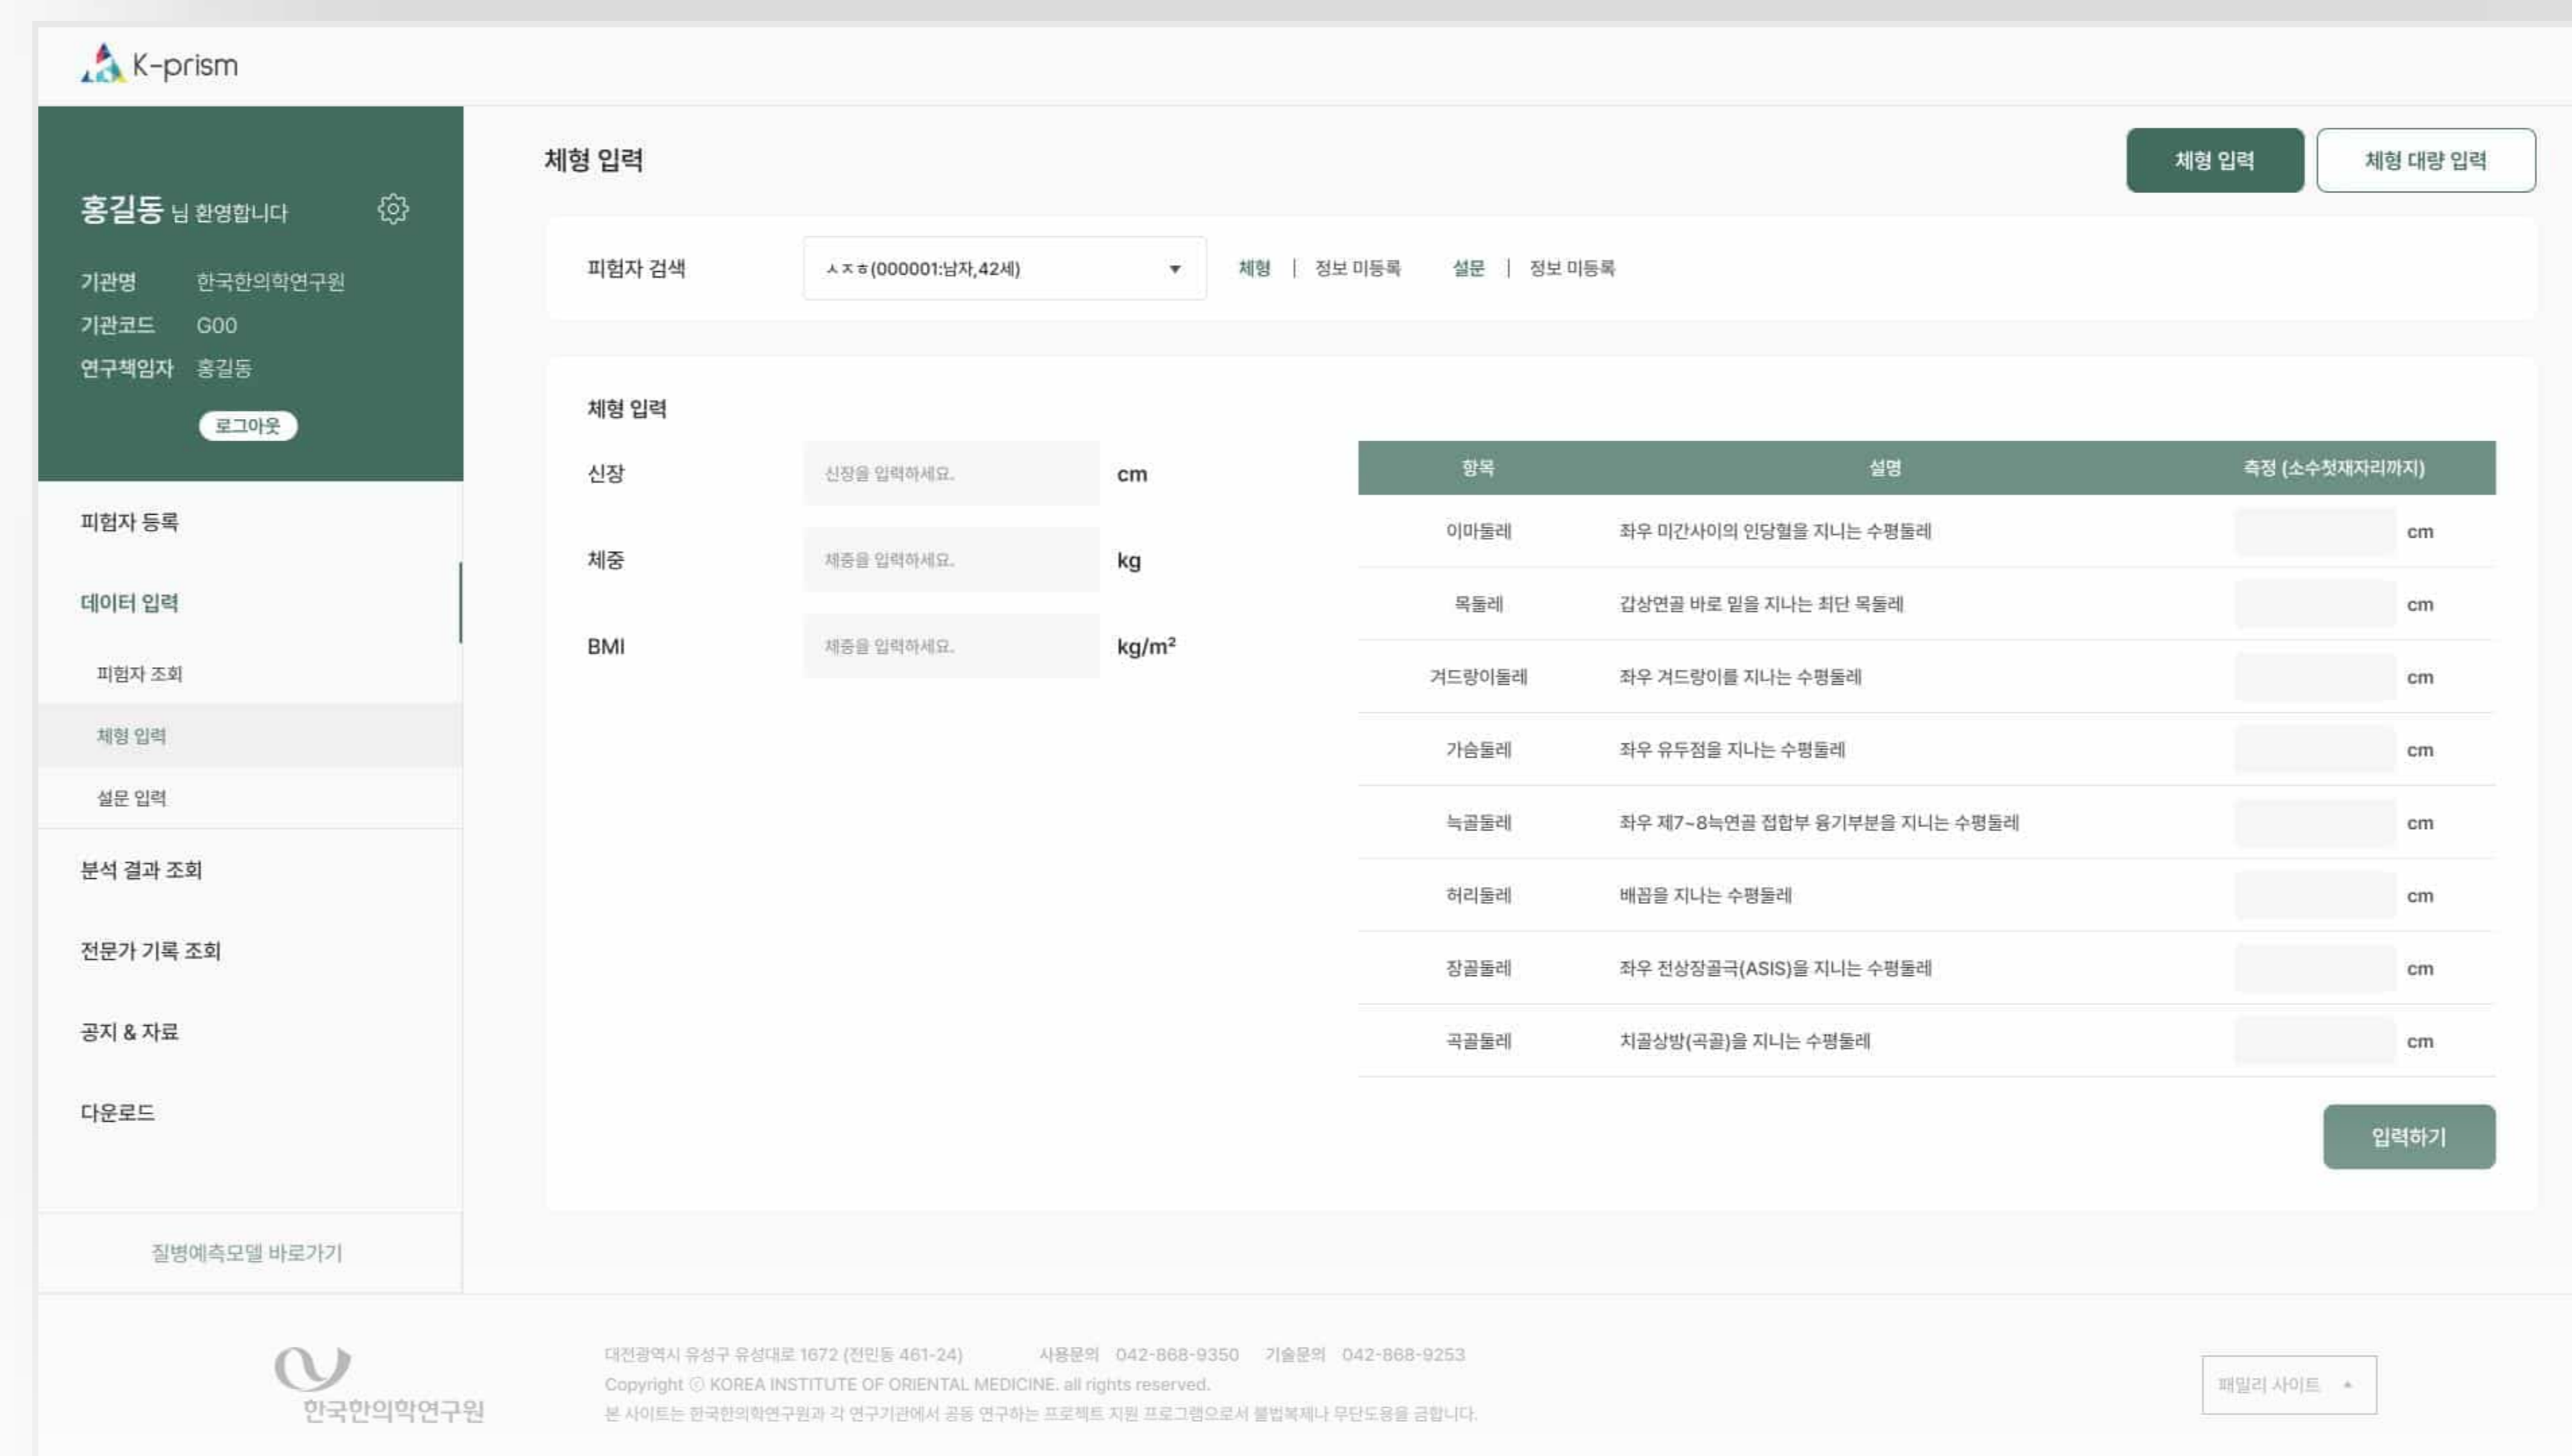 K-prism
홍길동 님 환영합니다
기관명 한국한의학연구원
기관코드 G00
연구책임자 홍길동
로그아웃
피험자 등록
데이터 입력
피험자 조회
체형 입력
설문 입력
분석 결과 조회
전문가 기록 조회
공지 & 자료
다운로드
질병예측모델 바로가기
체형 입력
체형 입력 체형 대량 입력
피험자 검색 ㅅㅈㅎ(000001:남자,42세) ▼ 체형 | 정보 미등록 설문 | 정보 미등록
체형 입력
신장 신장을 입력하세요. cm
체중 체중을 입력하세요. kg
BMI 체중을 입력하세요. kg/m²
항목 설명 측정 (소수첫재자리까지)
이마둘레 좌우 미간사이의 인당혈을 지니는 수평둘레 cm
목둘레 갑상연골 바로 밑을 지나는 최단 목둘레 cm
겨드랑이둘레 좌우 겨드랑이를 지나는 수평둘레 cm
가슴둘레 좌우 유두점을 지나는 수평둘레 cm
늑골둘레 좌우 제7~8늑연골 접합부 융기부분을 지니는 수평둘레 cm
허리둘레 배꼽을 지나는 수평둘레 cm
장골둘레 좌우 전상장골극(ASIS)을 지니는 수평둘레 cm
곡골둘레 치골상방(곡골)을 지니는 수평둘레 cm
입력하기
한국한의학연구원
대전광역시 유성구 유성대로 1672 (전민동 461-24) 사용문의 042-868-9350 기술문의 042-868-9253
Copyright ⓒ KOREA INSTITUTE OF ORIENTAL MEDICINE. all rights reserved.
본 사이트는 한국한의학연구원과 각 연구기관에서 공동 연구하는 프로젝트 지원 프로그램으로서 불법복제나 무단도용을 금합니다.
패밀리 사이트 ▲